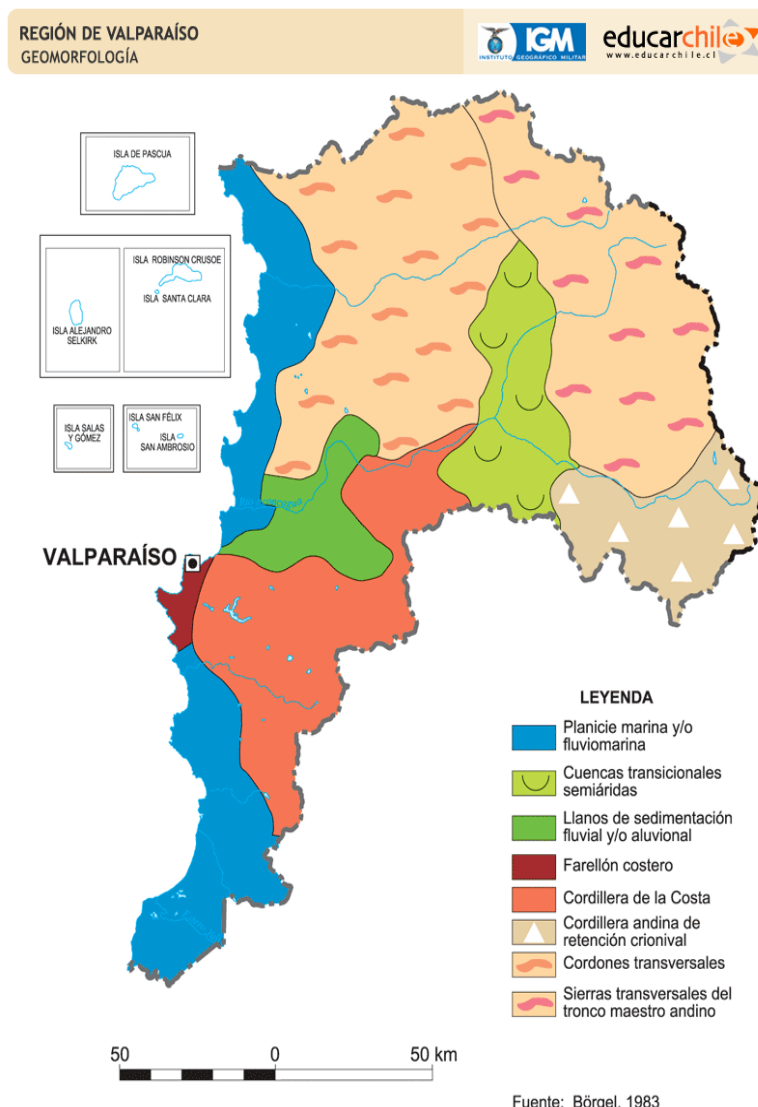 REGIÓN DE VALPARAÍSO
GEOMORFOLOGÍA
IGM
INSTITUTO GEOGRÁFICO MILITAR
educarchile
www.educarchile.cl
ISLA DE PASCUA
ISLA ROBINSON CRUSOE
ISLA SANTA CLARA
ISLA ALEJANDRO
SELKIRK
ISLA SALAS
Y GÓMEZ
ISLA SAN FÉLIX
ISLA
SAN AMBROSIO
VALPARAÍSO
LEYENDA
Planicie marina y/o
fluviomarina
Cuencas transicionales
semiáridas
Llanos de sedimentación
fluvial y/o aluvional
Farellón costero
Cordillera de la Costa
Cordillera andina de
retención crionival
Cordones transversales
Sierras transversales del
tronco maestro andino
50 0 50 km
Fuente: Börgel, 1983